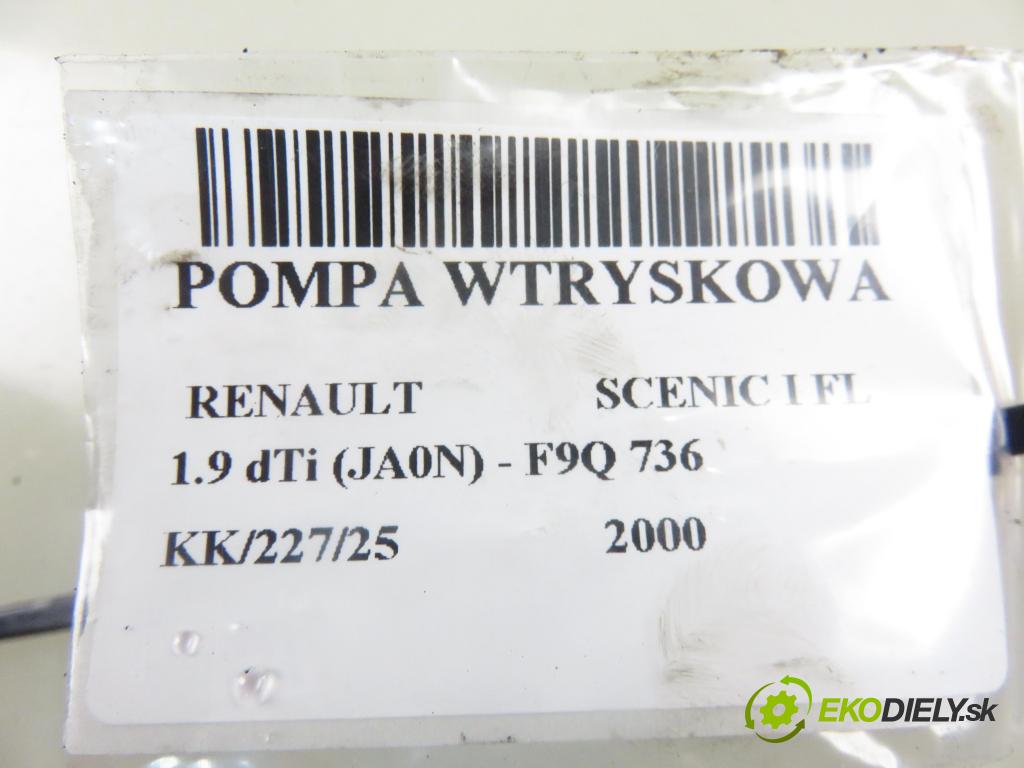 POMPA WTRYSKOWA
RENAULT SCENIC I FL
1.9 dTi (JA0N) - F9Q 736
KK/227/25 2000
EKODIELY.sk